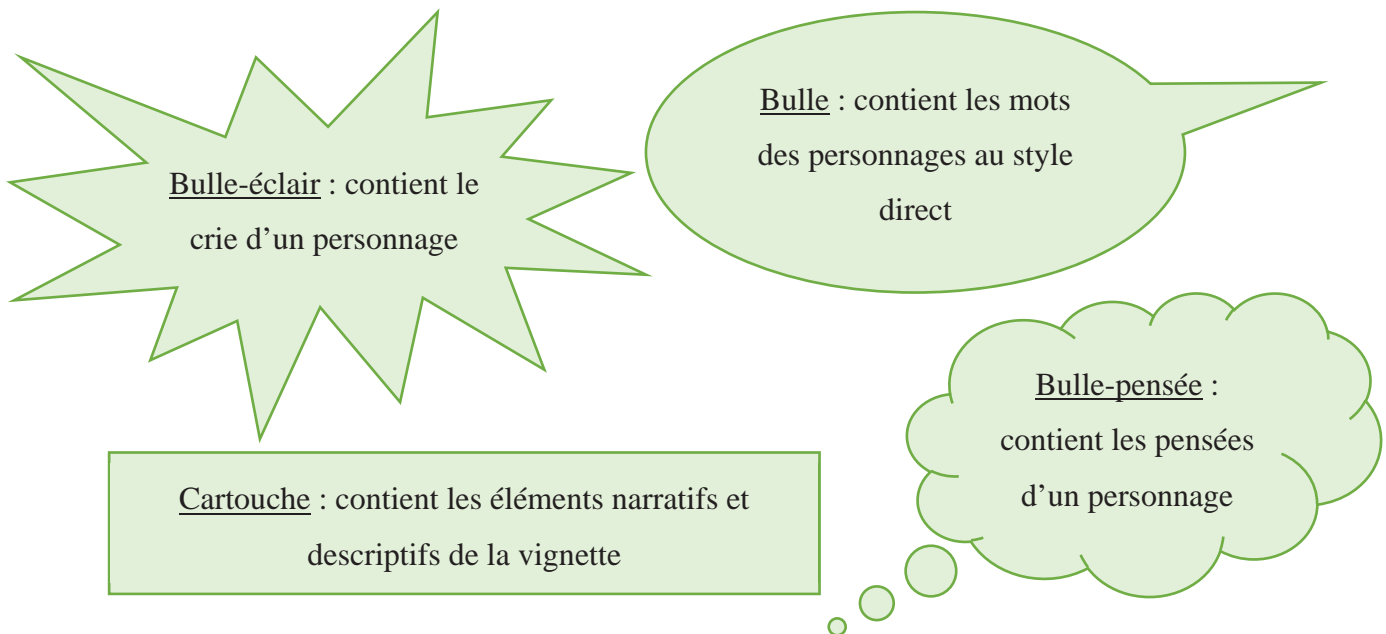 Bulle-éclair : contient le
crie d’un personnage
Bulle : contient les mots
des personnages au style
direct
Cartouche : contient les éléments narratifs et
descriptifs de la vignette
Bulle-pensée :
contient les pensées
d’un personnage